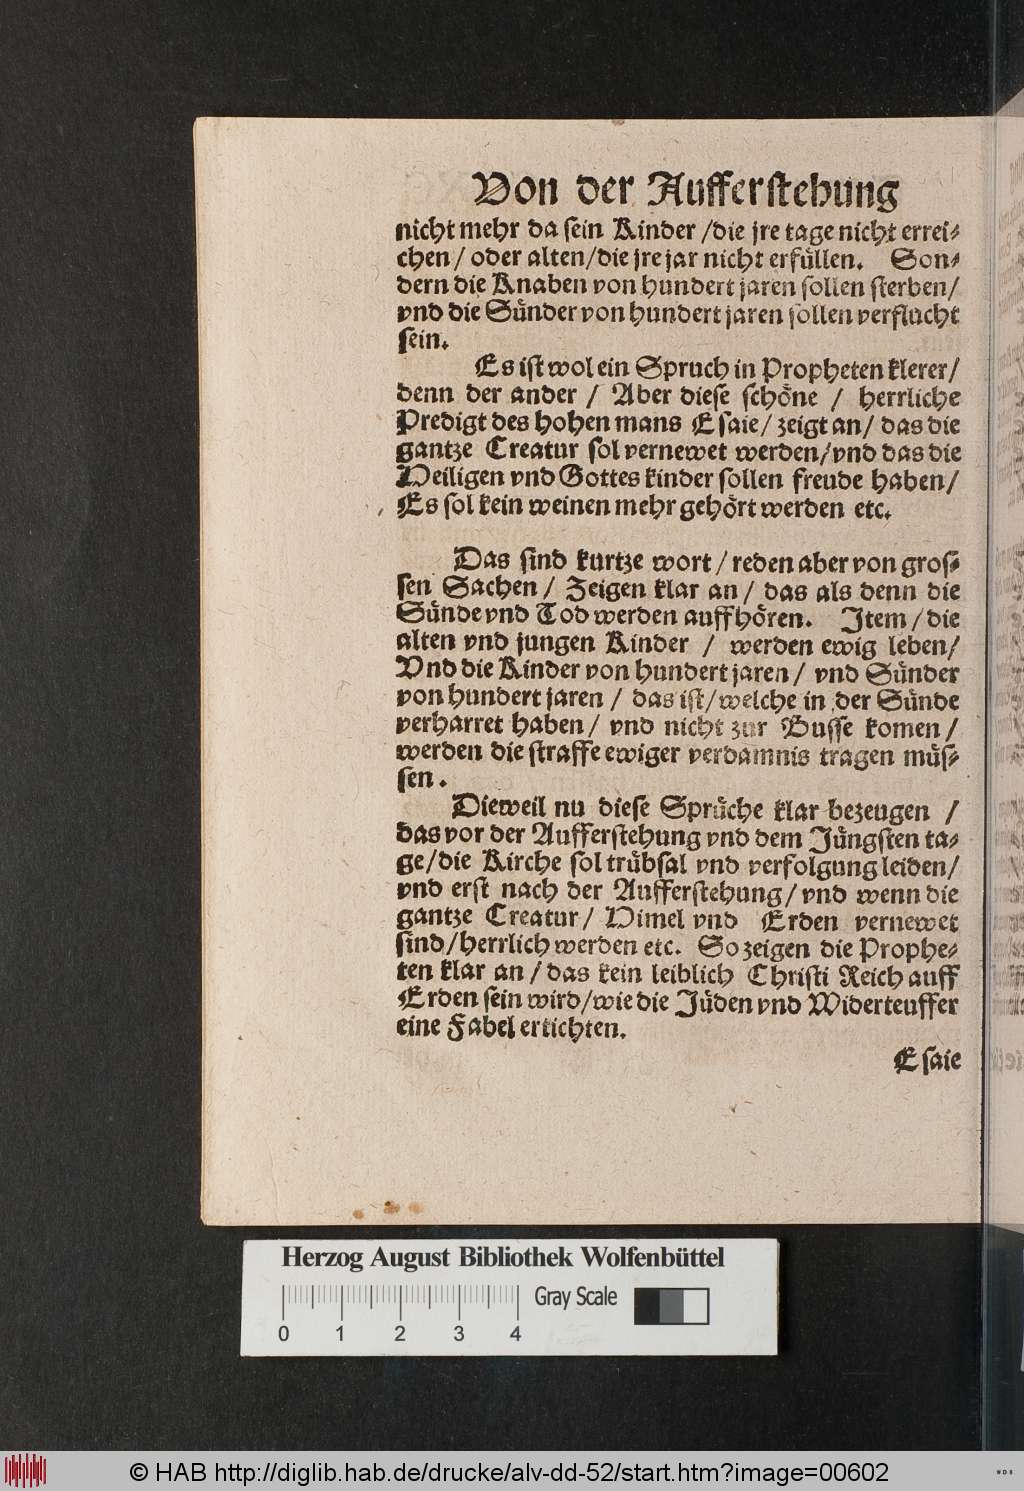 Von der Aufferstehung
nicht mehr da sein Kinder /die jre tage nicht errei⸗
chen/ oder alten/die jre jar nicht erfüllen. Son⸗
dern die Knaben von hundert jaren sollen sterben/
vnd die Sünder von hundert jaren sollen verflucht
sein.
Es ist wol ein Spruch in Propheten klerer/
denn der ander / Aber diese schöne / herrliche
Predigt des hohen mans Esaie/ zeigt an/ das die
gantze Creatur sol vernewet werden/vnd das die
Heiligen vnd Gottes kinder sollen freude haben/
Es sol kein weinen mehr gehört werden etc.
Das sind kurtze wort / reden aber von gros⸗
sen Sachen / Zeigen klar an / das als denn die
Sünde vnd Tod werden auffhören. Jtem / die
alten vnd jungen Kinder / werden ewig leben/
Vnd die Kinder von hundert jaren / vnd Sünder
von hundert jaren / das ist/ welche in der Sünde
verharret haben/ vnd nicht zur Busse komen /
werden die straffe ewiger verdamnis tragen müs⸗
sen.
Dieweil nu diese Sprüche klar bezeugen /
das vor der Aufferstehung vnd dem Jüngsten ta⸗
ge/die Kirche sol trübsal vnd verfolgung leiden/
vnd erst nach der Aufferstehung/ vnd wenn die
gantze Creatur/ Himel vnd Erden vernewet
sind/herrlich werden etc. So zeigen die Prophe⸗
ten klar an / das kein leiblich Christi Reich auff
Erden sein wird/wie die Jüden vnd Widerteuffer
eine Fabel ertichten.
Esaie
Herzog August Bibliothek Wolfenbüttel
Gray Scale
0 1 2 3 4
© HAB http://diglib.hab.de/drucke/alv-dd-52/start.htm?image=00602